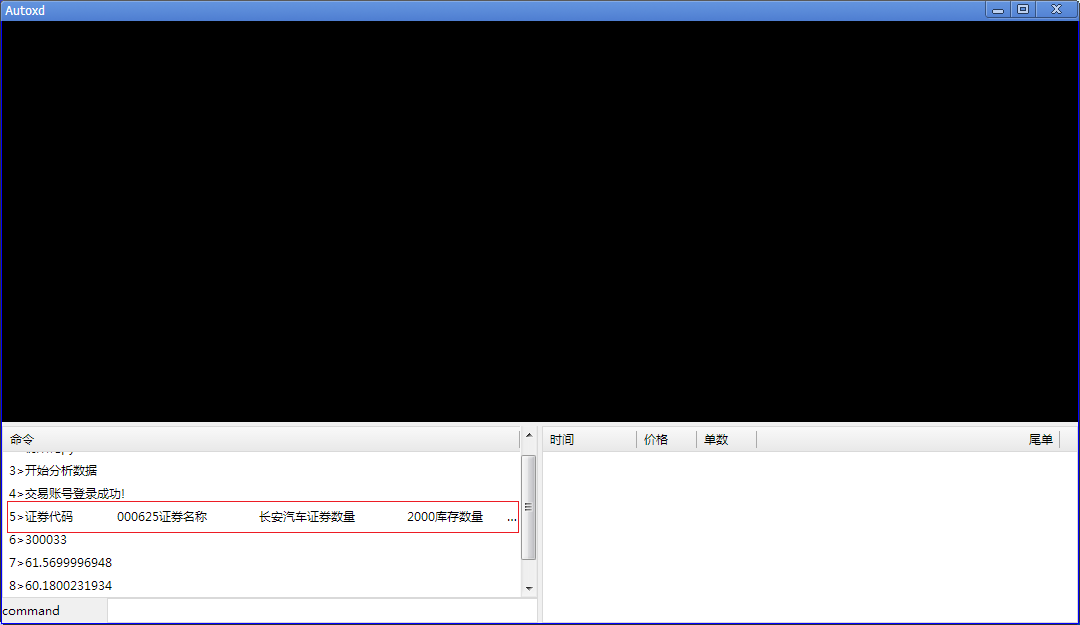 Autoxd
命令
3>开始分析数据
4>交易账号登录成功!
5>证券代码 000625证券名称 长安汽车证券数量 2000库存数量 ...
6>300033
7>61.5699996948
8>60.1800231934
command
时间 价格 单数 尾单